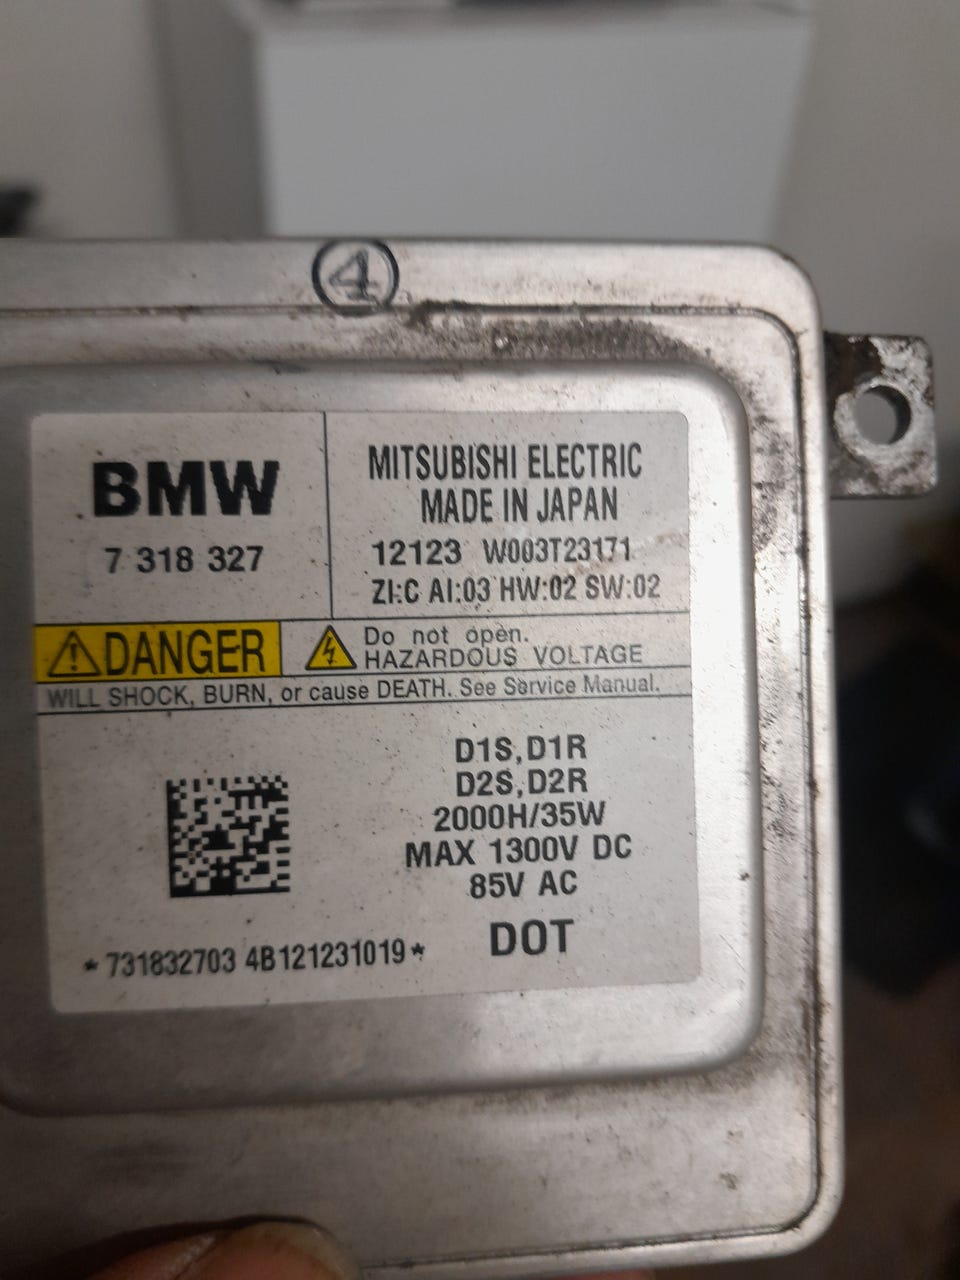 4
BMW
7 318 327
MITSUBISHI ELECTRIC
MADE IN JAPAN
12123 W003T23171
ZI:C AI:03 HW:02 SW:02
DANGER
Do not open.
HAZARDOUS VOLTAGE
WILL SHOCK, BURN, or cause DEATH. See Service Manual.
D1S,D1R
D2S,D2R
2000H/35W
MAX 1300V DC
85V AC
DOT
*731832703 4B121231019*